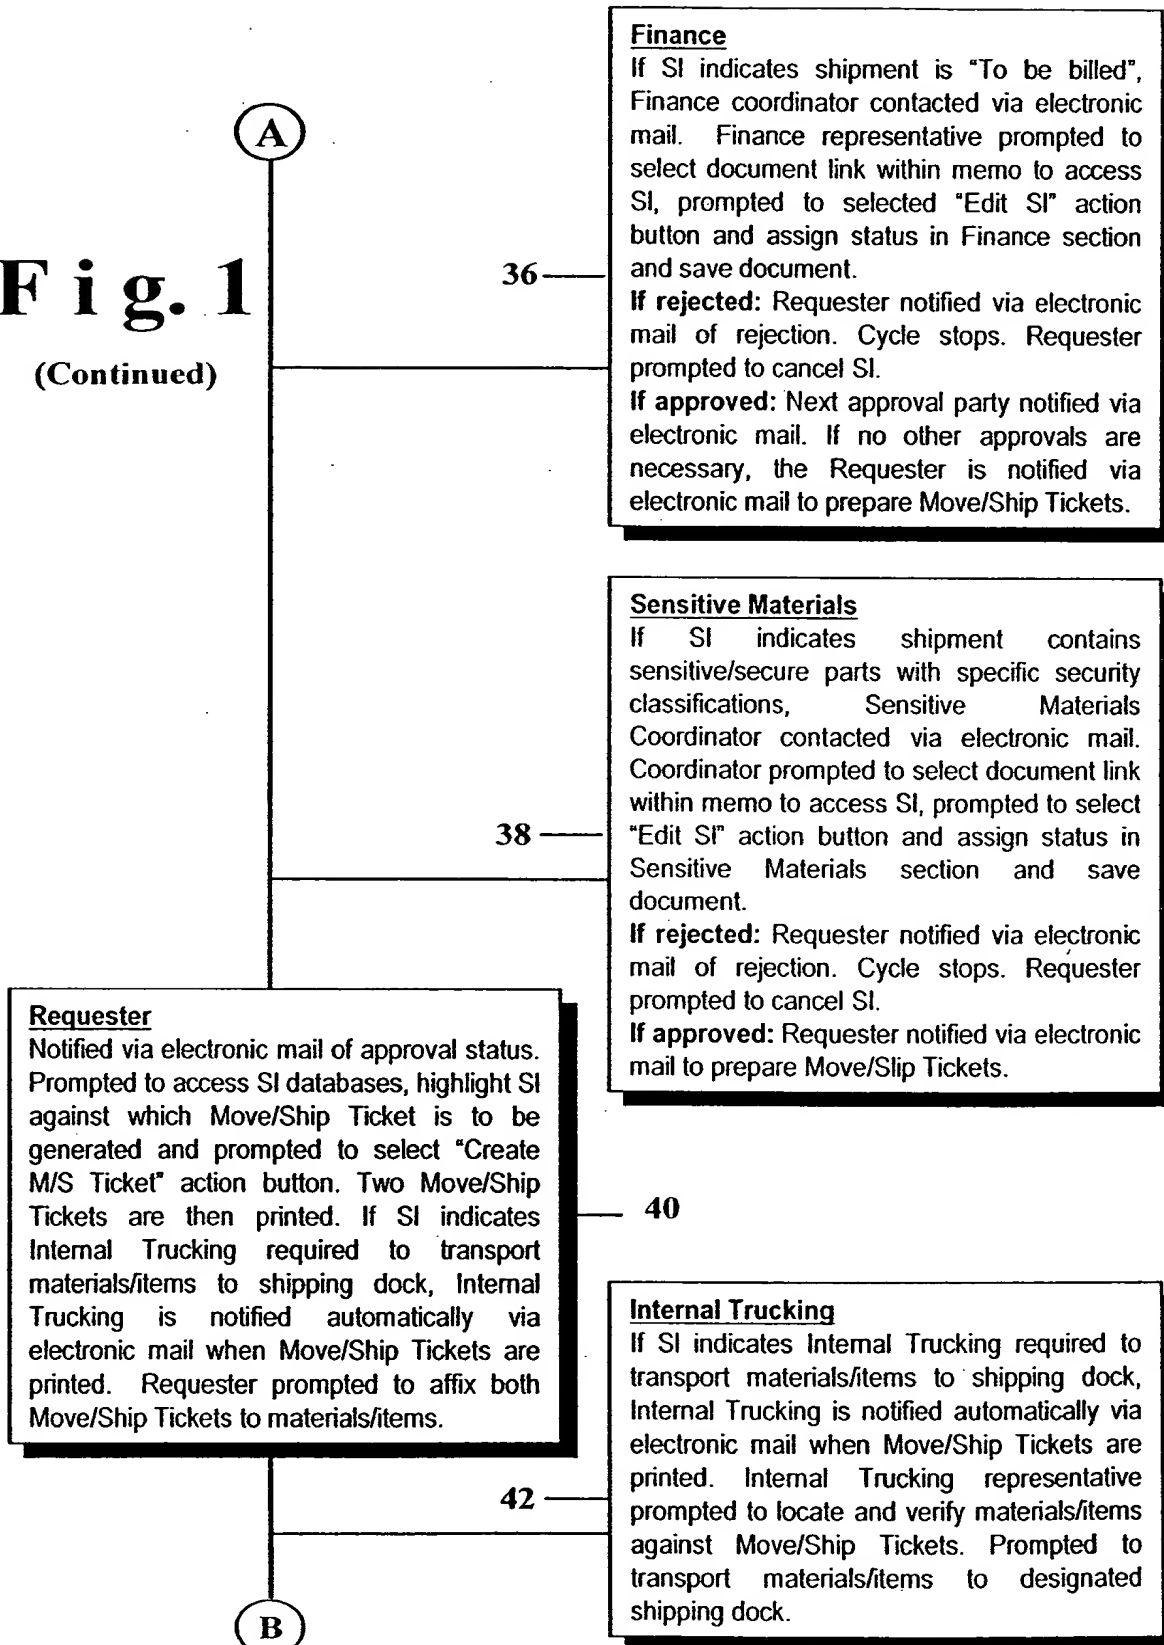 A
Fig. 1
(Continued)
36
Finance
If SI indicates shipment is "To be billed",
Finance coordinator contacted via electronic
mail. Finance representative prompted to
select document link within memo to access
SI, prompted to selected "Edit SI" action
button and assign status in Finance section
and save document.
If rejected: Requester notified via electronic
mail of rejection. Cycle stops. Requester
prompted to cancel SI.
If approved: Next approval party notified via
electronic mail. If no other approvals are
necessary, the Requester is notified via
electronic mail to prepare Move/Ship Tickets.
38
Sensitive Materials
If SI indicates shipment contains
sensitive/secure parts with specific security
classifications, Sensitive Materials
Coordinator contacted via electronic mail.
Coordinator prompted to select document link
within memo to access SI, prompted to select
"Edit SI" action button and assign status in
Sensitive Materials section and save
document.
If rejected: Requester notified via electronic
mail of rejection. Cycle stops. Requester
prompted to cancel SI.
If approved: Requester notified via electronic
mail to prepare Move/Slip Tickets.
Requester
Notified via electronic mail of approval status.
Prompted to access SI databases, highlight SI
against which Move/Ship Ticket is to be
generated and prompted to select "Create
M/S Ticket" action button. Two Move/Ship
Tickets are then printed. If SI indicates
Internal Trucking required to transport
materials/items to shipping dock, Internal
Trucking is notified automatically via
electronic mail when Move/Ship Tickets are
printed. Requester prompted to affix both
Move/Ship Tickets to materials/items.
40
42
Internal Trucking
If SI indicates Internal Trucking required to
transport materials/items to shipping dock,
Internal Trucking is notified automatically via
electronic mail when Move/Ship Tickets are
printed. Internal Trucking representative
prompted to locate and verify materials/items
against Move/Ship Tickets. Prompted to
transport materials/items to designated
shipping dock.
B